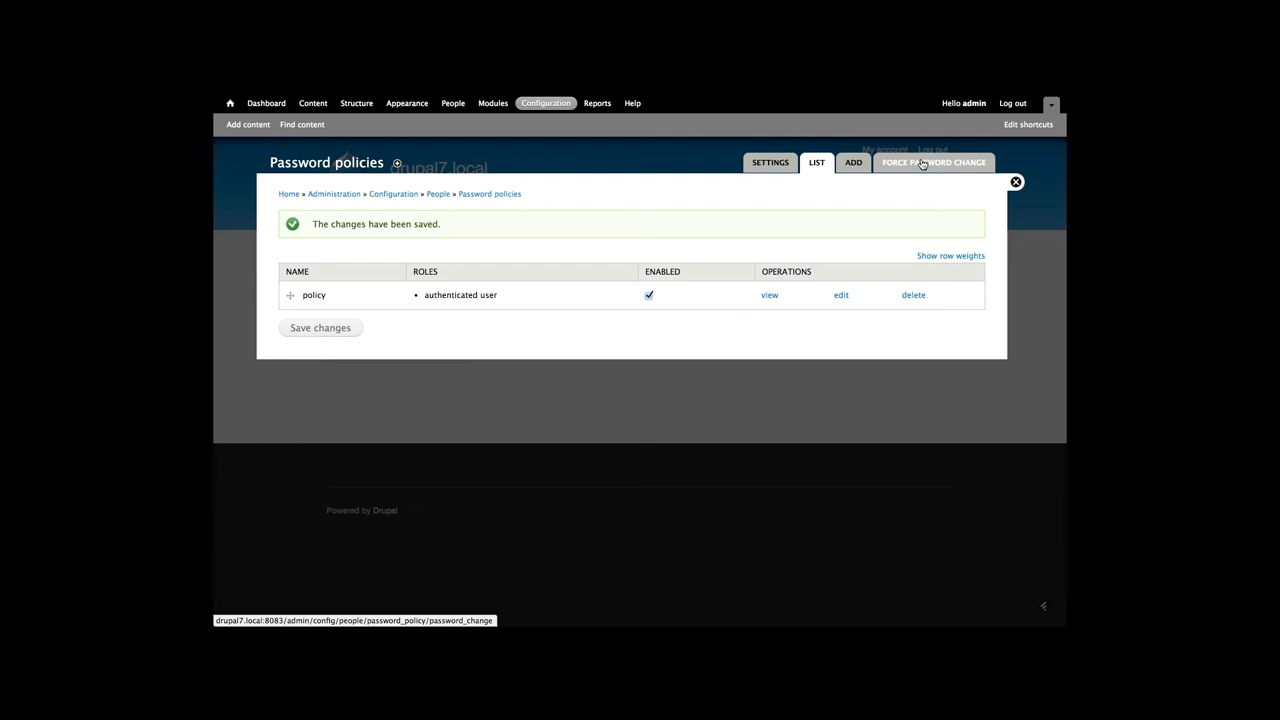 Dashboard Content Structure Appearance People Modules Configuration Reports Help Hello admin Log out
Add content Find content Edit shortcuts
My account Log out
Password policies drupal7.local SETTINGS LIST ADD FORCE PASSWORD CHANGE
Home » Administration » Configuration » People » Password policies
The changes have been saved.
Show row weights
NAME ROLES ENABLED OPERATIONS
policy • authenticated user view edit delete
Save changes
Powered by Drupal
drupal7.local:8083/admin/config/people/password_policy/password_change